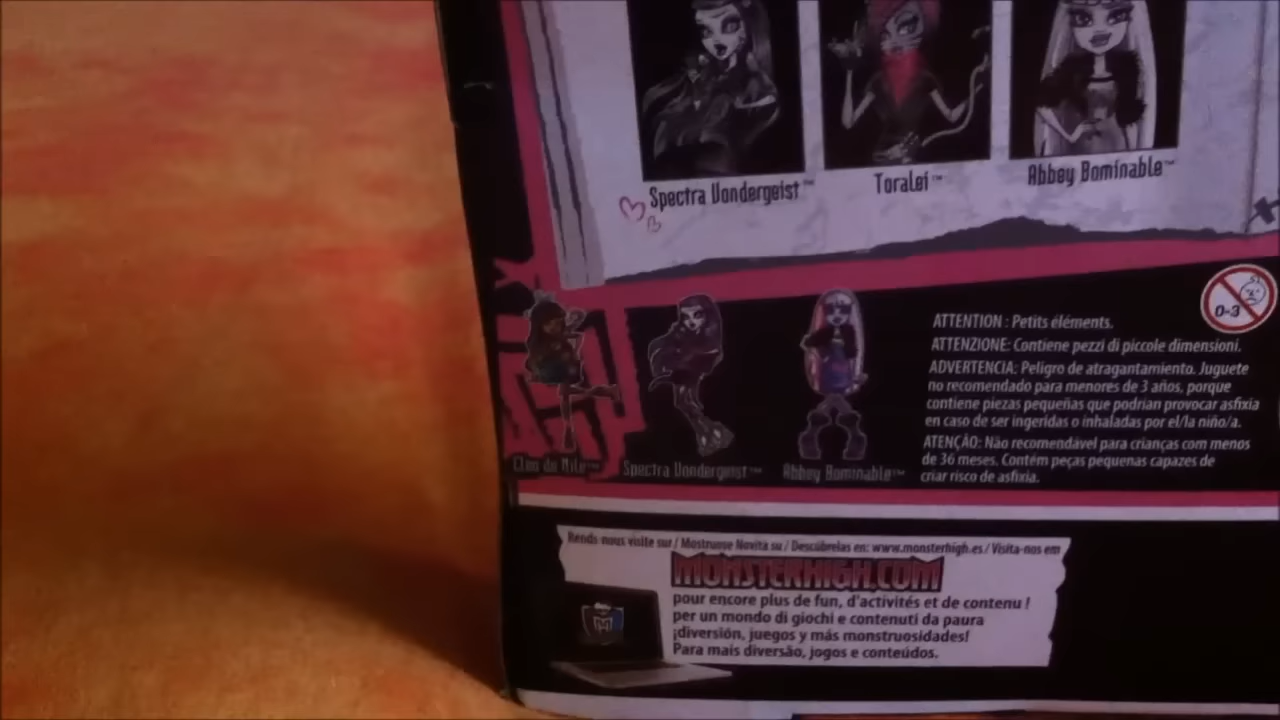 Spectra Vondergeist™
Toralei™
Abbey Bominable™
0-3
ATTENTION : Petits éléments.
ATTENZIONE: Contiene pezzi di piccole dimensioni.
ADVERTENCIA: Peligro de atragantamiento. Juguete
no recomendado para menores de 3 años, porque
contiene piezas pequeñas que podrían provocar asfixia
en caso de ser ingeridas o inhaladas por el/la niño/a.
ATENÇÃO: Não recomendável para crianças com menos
de 36 meses. Contém peças pequenas capazes de
criar risco de asfixia.
Cleo de Nile™
Spectra Vondergeist™
Abbey Bominable™
Rends-nous visite sur / Mostruose Novità su / Descúbrelas en: www.monsterhigh.es / Visita-nos em
MONSTERHIGH.COM
pour encore plus de fun, d'activités et de contenu !
per un mondo di giochi e contenuti da paura
¡diversión, juegos y más monstruosidades!
Para mais diversão, jogos e conteúdos.